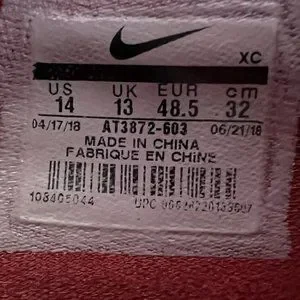 XC
US UK EUR cm
14 13 48.5 32
04/17/18 AT3872-603 06/21/18
MADE IN CHINA
FABRIQUE EN CHINE
UPC